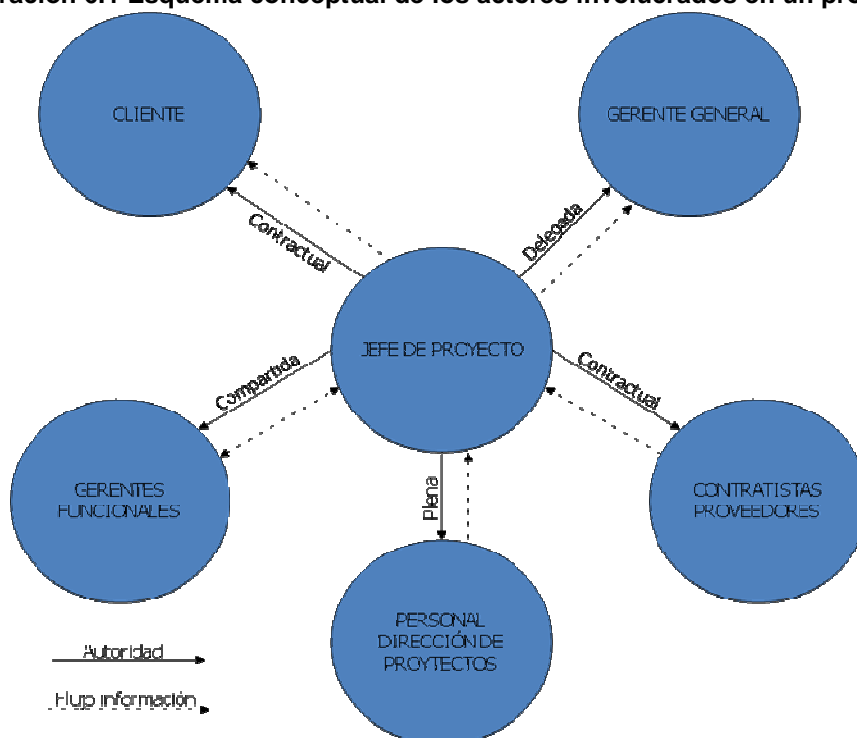 Esquema conceptual de los actores involucrados en un
CLIENTE
GERENTE GENERAL
Contractual
Delegada
JEFE DE PROYECTO
Compartida
Contractual
GERENTES
FUNCIONALES
Plena
CONTRATISTAS
PROVEEDORES
PERSONAL
DIRECCIÓN DE
PROYTECTOS
Autoridad
Flujo información